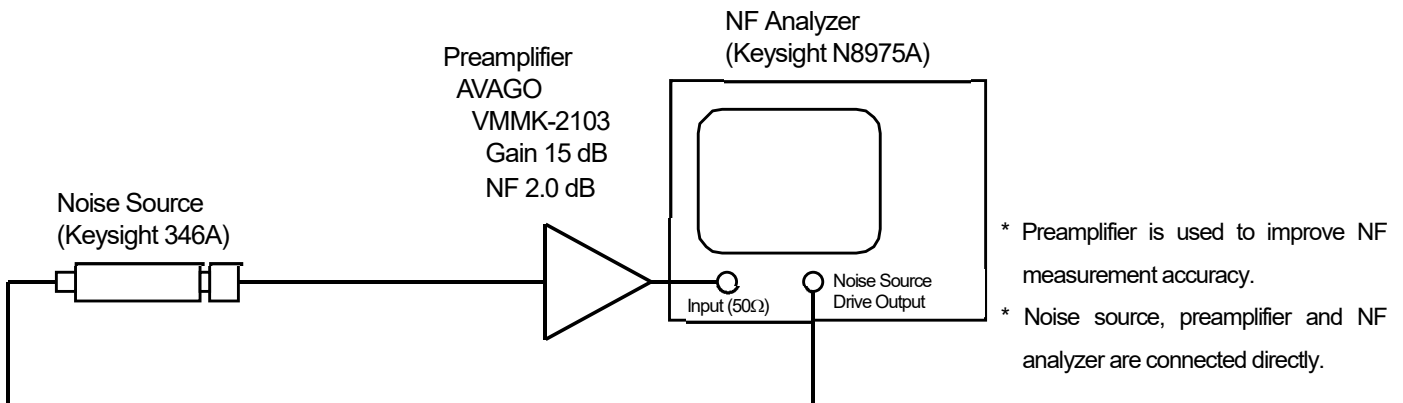 NF Analyzer
(Keysight N8975A)
Preamplifier
AVAGO
VMMK-2103
Gain 15 dB
NF 2.0 dB
Noise Source
(Keysight 346A)
Input (50Ω)
Noise Source
Drive Output
* Preamplifier is used to improve NF
measurement accuracy.
* Noise source, preamplifier and NF
analyzer are connected directly.